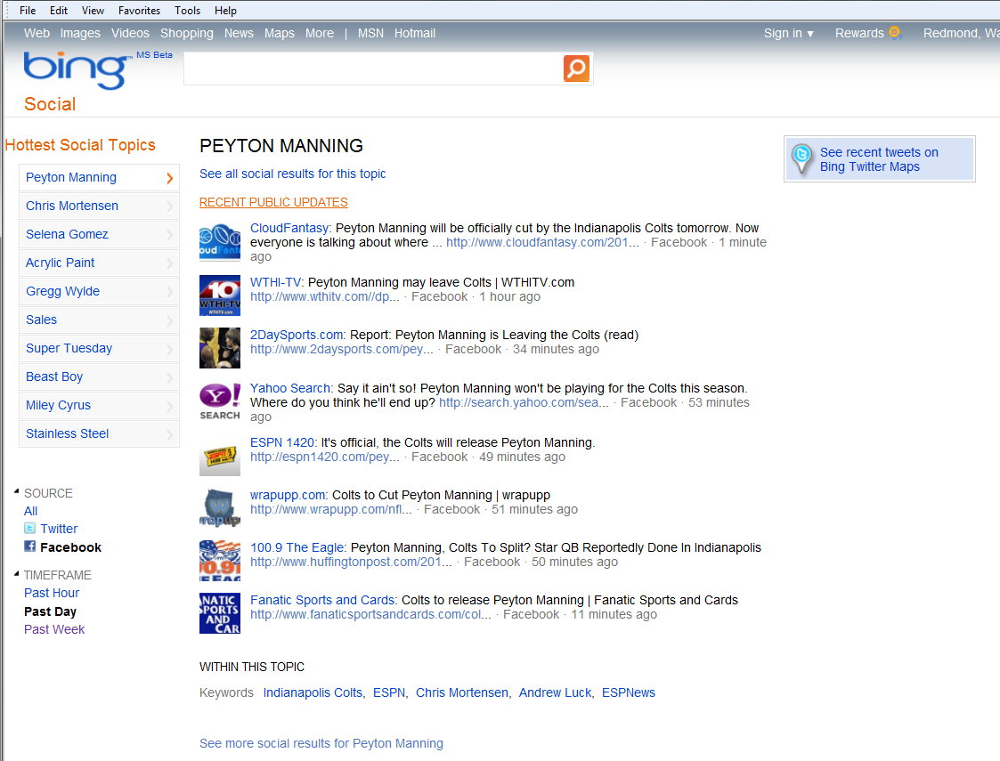 File Edit View Favorites Tools Help
Web Images Videos Shopping News Maps More | MSN Hotmail
Sign in ▾ Rewards Redmond, Wa
bing™ MS Beta
Social
Hottest Social Topics
Peyton Manning
Chris Mortensen
Selena Gomez
Acrylic Paint
Gregg Wylde
Sales
Super Tuesday
Beast Boy
Miley Cyrus
Stainless Steel
SOURCE
All
Twitter
Facebook
TIMEFRAME
Past Hour
Past Day
Past Week
PEYTON MANNING
See all social results for this topic
RECENT PUBLIC UPDATES
CloudFantasy: Peyton Manning will be officially cut by the Indianapolis Colts tomorrow. Now
everyone is talking about where ... http://www.cloudfantasy.com/201... · Facebook · 1 minute
ago
10
WTHI-TV
WTHITV.com
WTHI-TV: Peyton Manning may leave Colts | WTHITV.com
http://www.wthitv.com//dp... · Facebook · 1 hour ago
2DaySports.com: Report: Peyton Manning is Leaving the Colts (read)
http://www.2daysports.com/pey... · Facebook · 34 minutes ago
Y!
SEARCH
Yahoo Search: Say it ain't so! Peyton Manning won't be playing for the Colts this season.
Where do you think he'll end up? http://search.yahoo.com/sea... · Facebook · 53 minutes
ago
ESPN 1420: It's official, the Colts will release Peyton Manning.
http://espn1420.com/pey... · Facebook · 49 minutes ago
wrapup
wrapupp.com: Colts to Cut Peyton Manning | wrapupp
http://www.wrapupp.com/nfl... · Facebook · 51 minutes ago
100.9 The Eagle: Peyton Manning, Colts To Split? Star QB Reportedly Done In Indianapolis
http://www.huffingtonpost.com/201... · Facebook · 50 minutes ago
NATIC
SPORTS
AND
CAR
Fanatic Sports and Cards: Colts to release Peyton Manning | Fanatic Sports and Cards
http://www.fanaticsportsandcards.com/col... · Facebook · 11 minutes ago
WITHIN THIS TOPIC
Keywords Indianapolis Colts, ESPN, Chris Mortensen, Andrew Luck, ESPNews
See more social results for Peyton Manning
See recent tweets on
Bing Twitter Maps